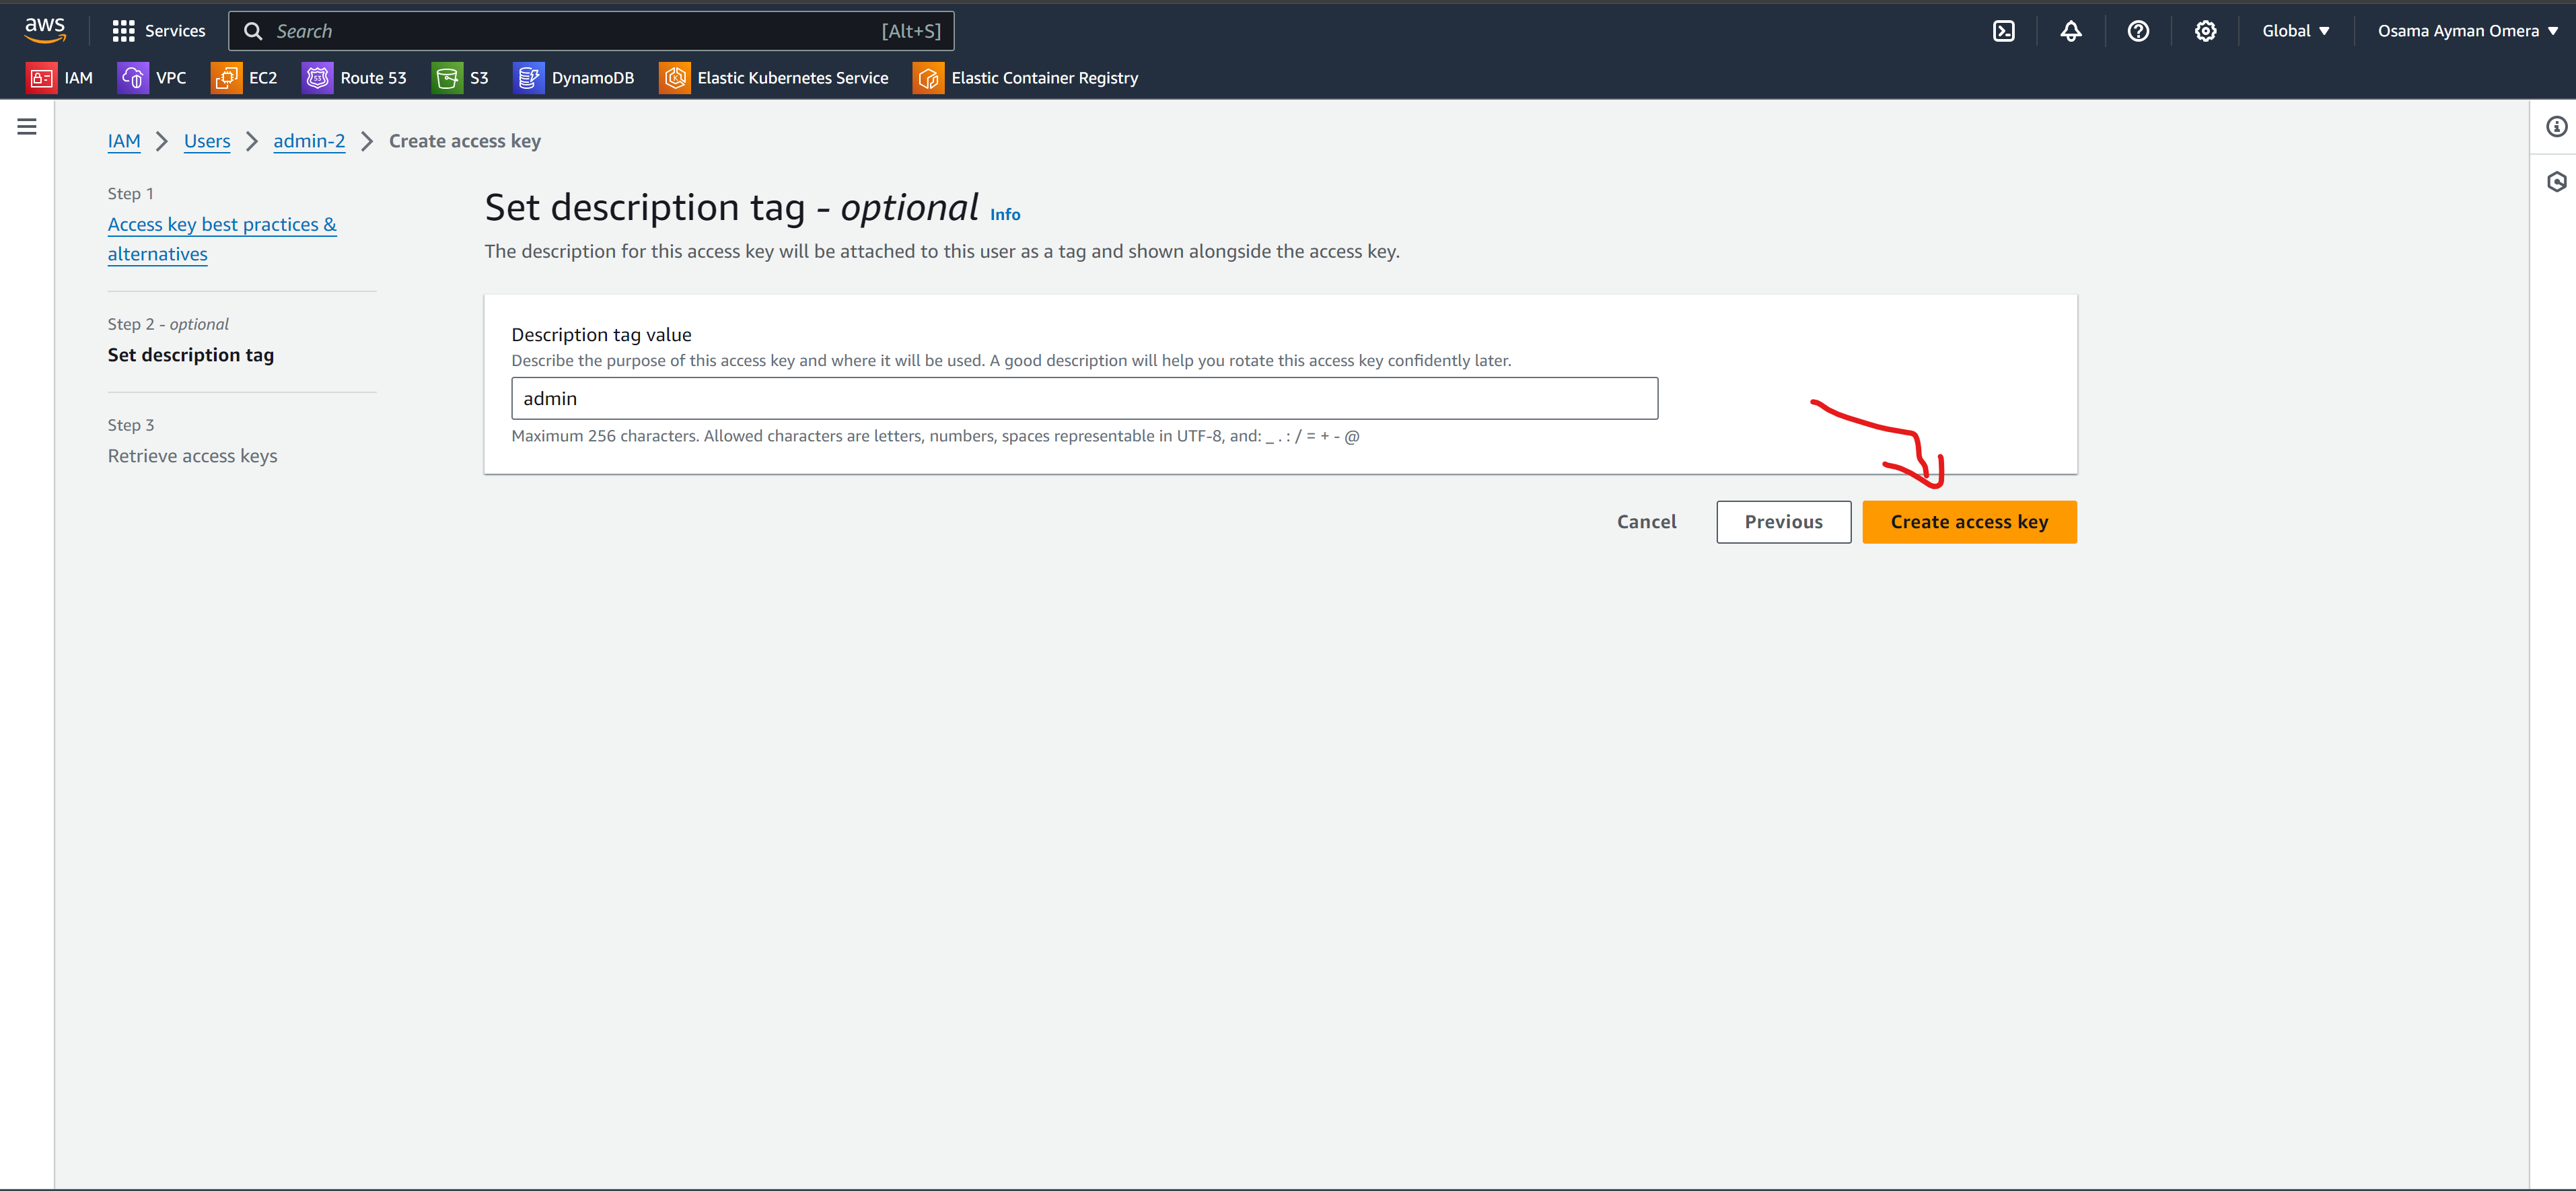 aws Services Search [Alt+S] Global Osama Ayman Omera
IAM VPC EC2 Route 53 S3 DynamoDB Elastic Kubernetes Service Elastic Container Registry
IAM Users admin-2 Create access key
Step 1
Access key best practices &
alternatives
Step 2 - optional
Set description tag
Step 3
Retrieve access keys
Set description tag - optional Info
The description for this access key will be attached to this user as a tag and shown alongside the access key.
Description tag value
Describe the purpose of this access key and where it will be used. A good description will help you rotate this access key confidently later.
admin
Maximum 256 characters. Allowed characters are letters, numbers, spaces representable in UTF-8, and: _ . : / = + - @
Cancel Previous Create access key